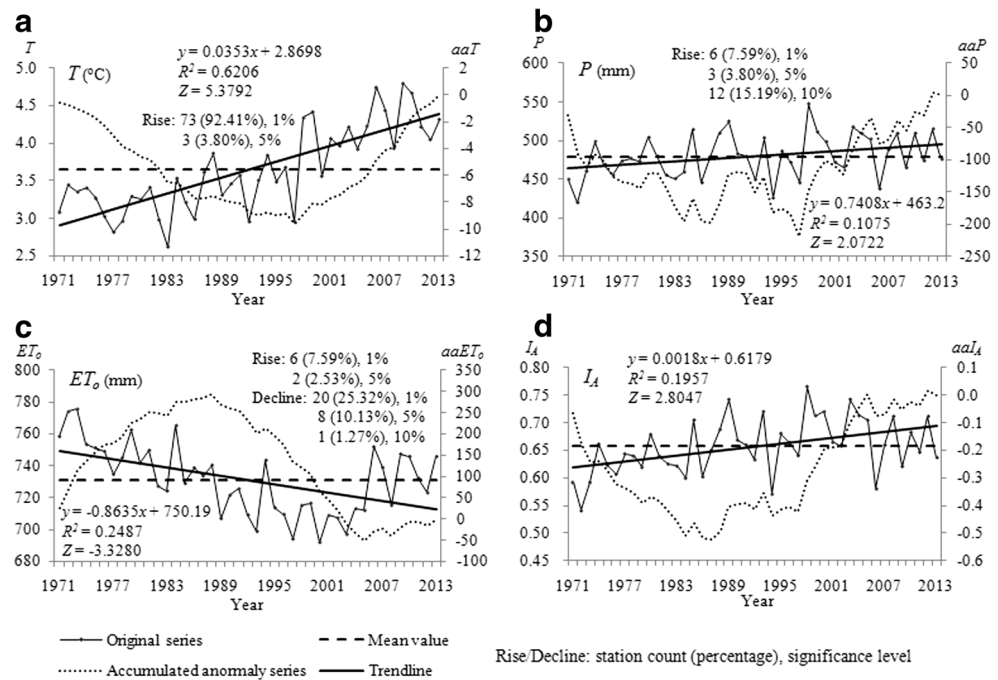 a
T
aaT
y = 0.0353x + 2.8698
R² = 0.6206
Z = 5.3792
T (⁰C)
Rise: 73 (92.41%), 1%
3 (3.80%), 5%
5.0
4.5
4.0
3.5
3.0
2.5
2
0
-2
-4
-6
-8
-10
-12
1971 1977 1983 1989 1995 2001 2007 2013
Year
b
P
aaP
P (mm)
Rise: 6 (7.59%), 1%
3 (3.80%), 5%
12 (15.19%), 10%
y = 0.7408x + 463.2
R² = 0.1075
Z = 2.0722
600
550
500
450
400
350
50
0
-50
-100
-150
-200
-250
1971 1977 1983 1989 1995 2001 2007 2013
Year
c
ETo
aaETo
ETo (mm)
Rise: 6 (7.59%), 1%
2 (2.53%), 5%
Decline: 20 (25.32%), 1%
8 (10.13%), 5%
1 (1.27%), 10%
y = -0.8635x + 750.19
R² = 0.2487
Z = -3.3280
800
780
760
740
720
700
680
350
300
250
200
150
100
50
0
-50
-100
1971 1977 1983 1989 1995 2001 2007 2013
Year
d
IA
aaIA
y = 0.0018x + 0.6179
R² = 0.1957
Z = 2.8047
IA
0.80
0.75
0.70
0.65
0.60
0.55
0.50
0.45
0.1
0.0
-0.1
-0.2
-0.3
-0.4
-0.5
-0.6
1971 1977 1983 1989 1995 2001 2007 2013
Year
Original series
Mean value
Accumulated anormaly series
Trendline
Rise/Decline: station count (percentage), significance level